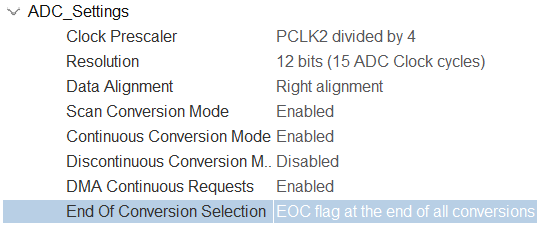 ADC_Settings
Clock Prescaler PCLK2 divided by 4
Resolution 12 bits (15 ADC Clock cycles)
Data Alignment Right alignment
Scan Conversion Mode Enabled
Continuous Conversion Mode Enabled
Discontinuous Conversion M.. Disabled
DMA Continuous Requests Enabled
End Of Conversion Selection EOC flag at the end of all conversions